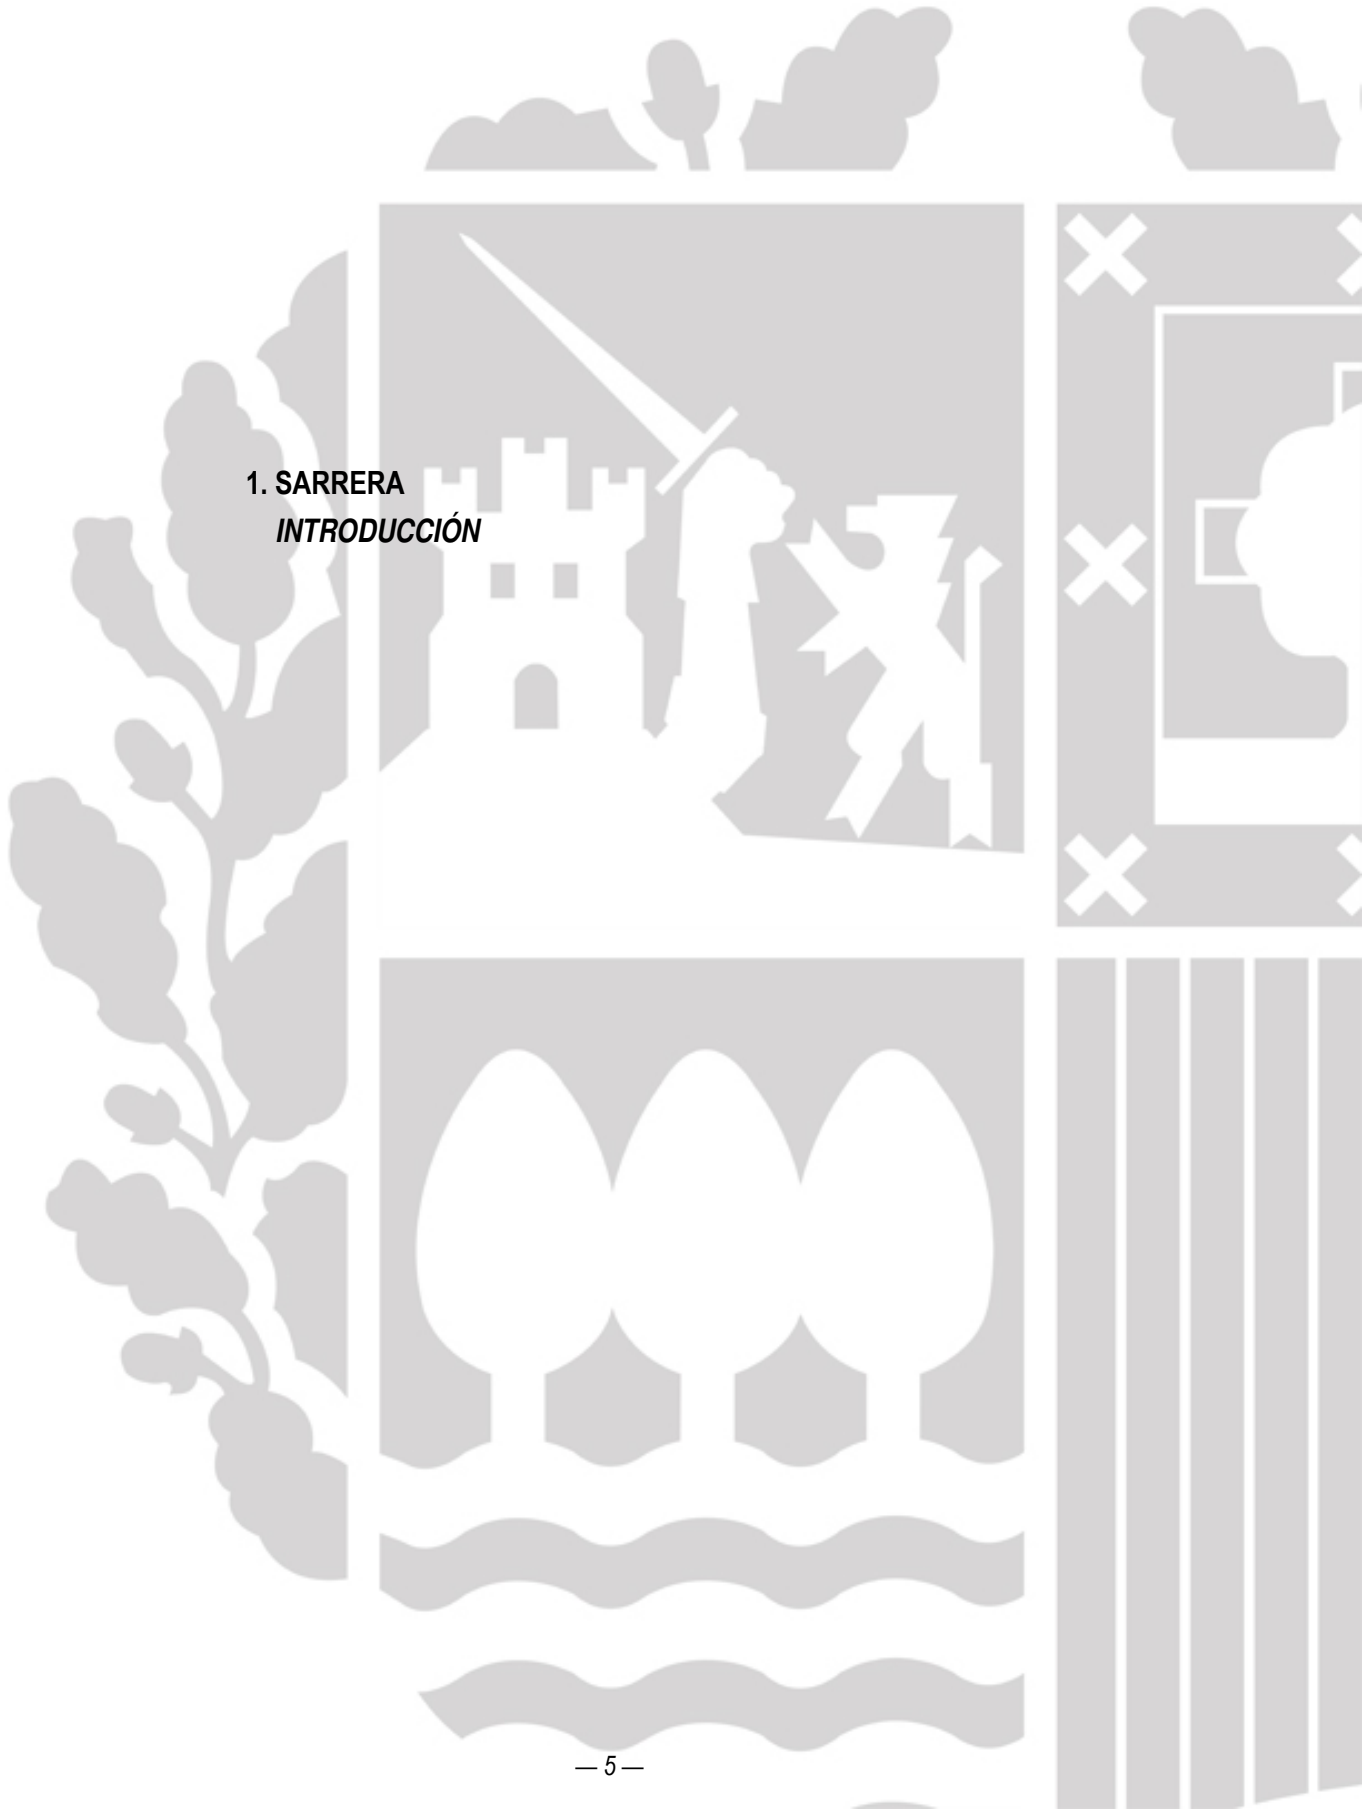 1. SARRERA
INTRODUCCIÓN
— 5 —